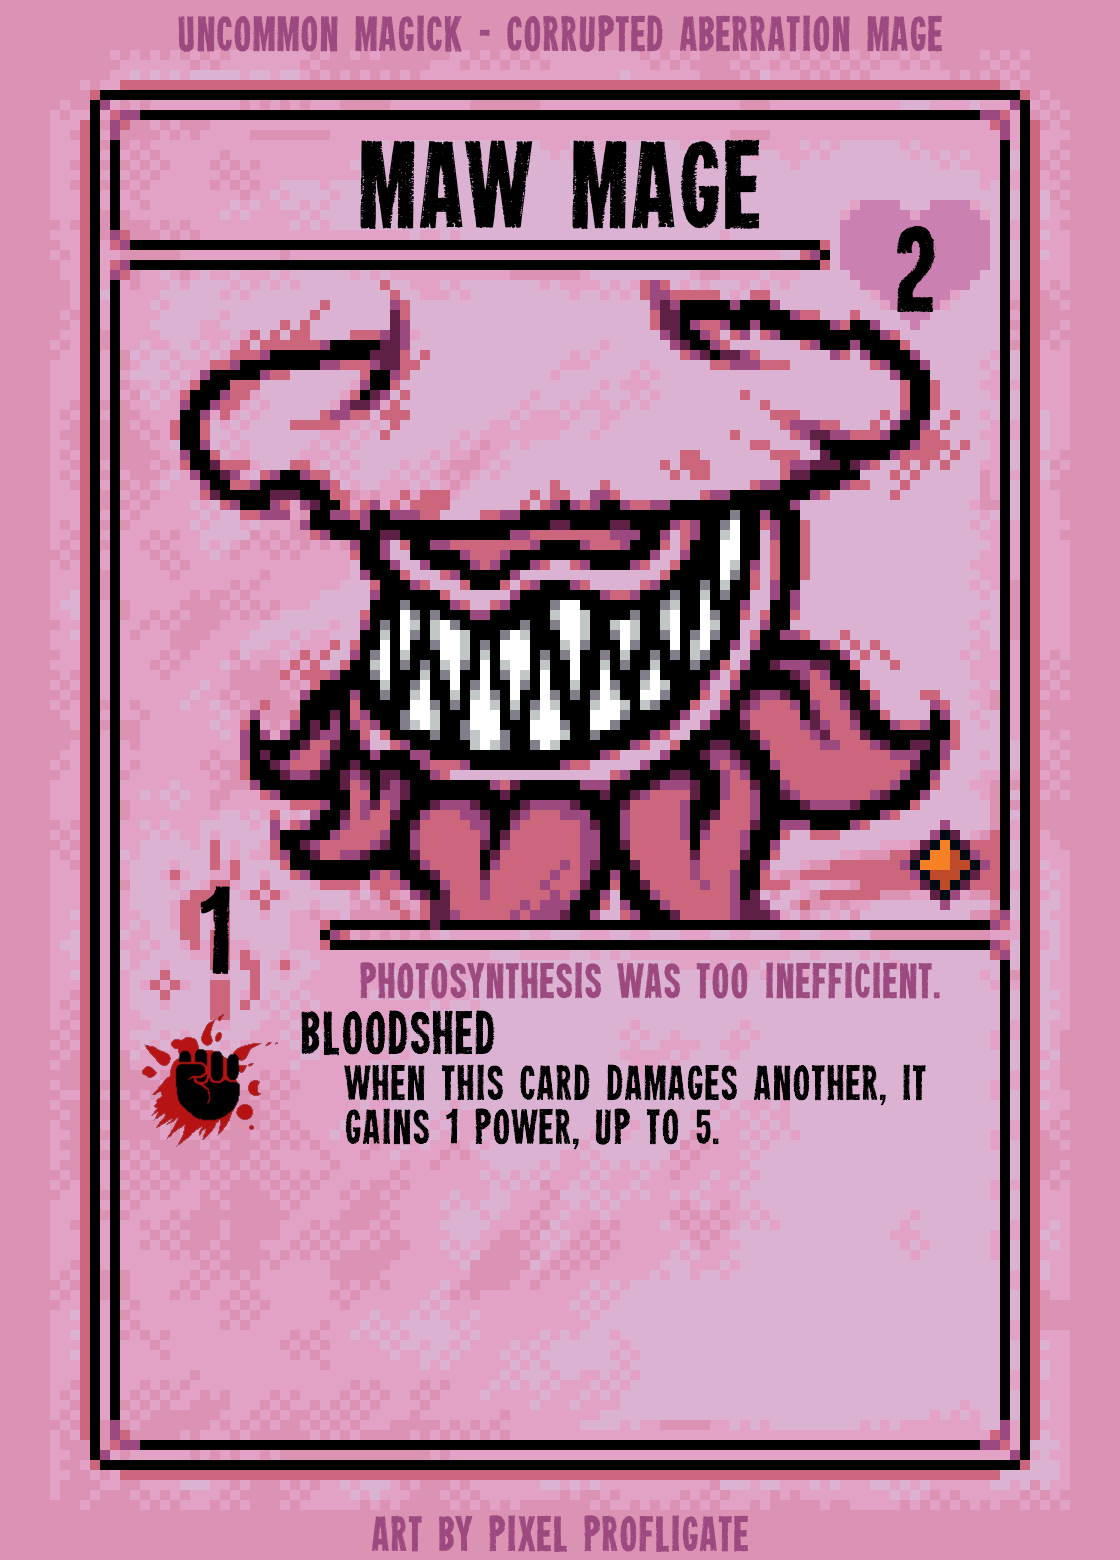 UNCOMMON MAGICK - CORRUPTED ABERRATION MAGE
MAW MAGE
2
1
PHOTOSYNTHESIS WAS TOO INEFFICIENT.
BLOODSHED
WHEN THIS CARD DAMAGES ANOTHER, IT
GAINS 1 POWER, UP TO 5.
ART BY PIXEL PROFLIGATE